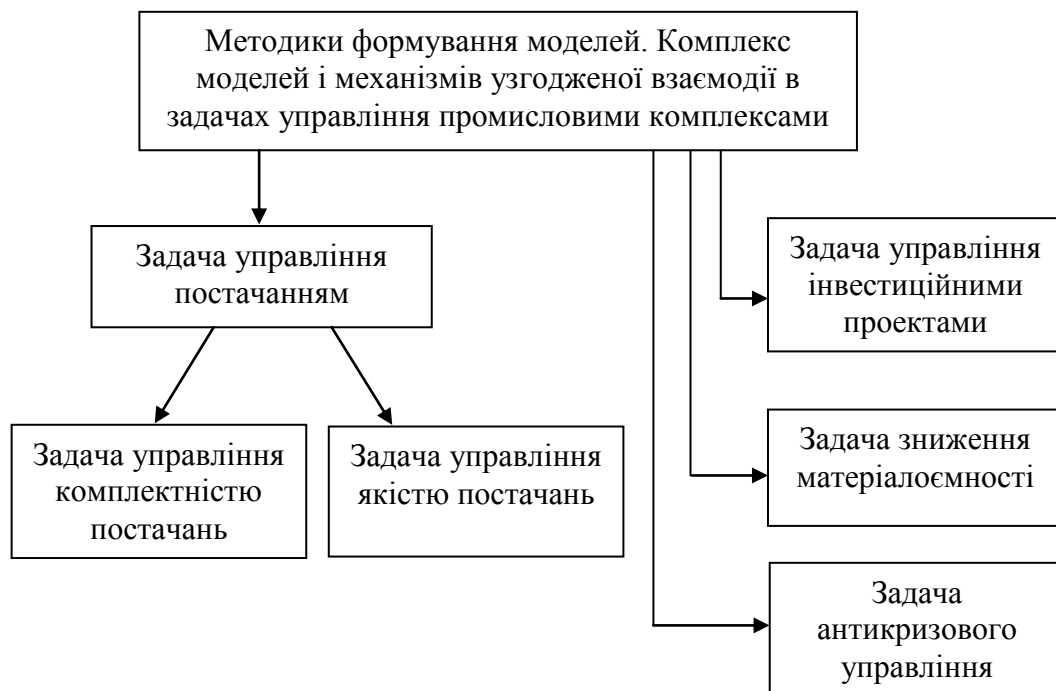 Методики формування моделей. Комплекс
моделей і механізмів узгодженої взаємодії в
задачах управління промисловими комплексами
Задача управління
постачанням
Задача управління
інвестиційними
проектами
Задача управління
комплектністю
постачань
Задача управління
якістю постачань
Задача зниження
матеріалоємності
Задача
антикризового
управління